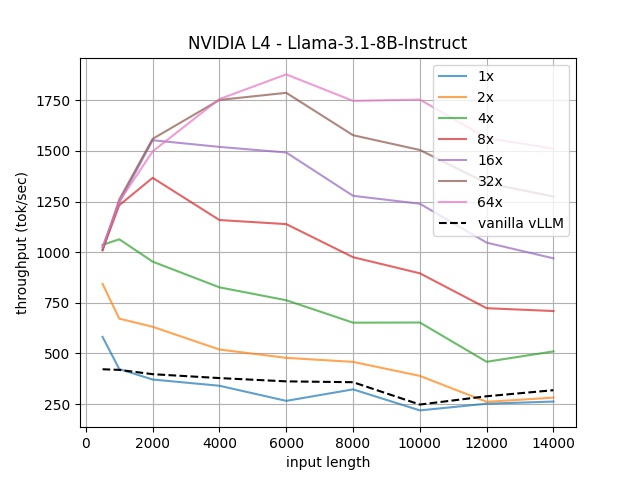 NVIDIA L4 - Llama-3.1-8B-Instruct
throughput (tok/sec)
1750
1500
1250
1000
750
500
250
1x
2x
4x
8x
16x
32x
64x
vanilla vLLM
0
2000
4000
6000
8000
10000
12000
14000
input length